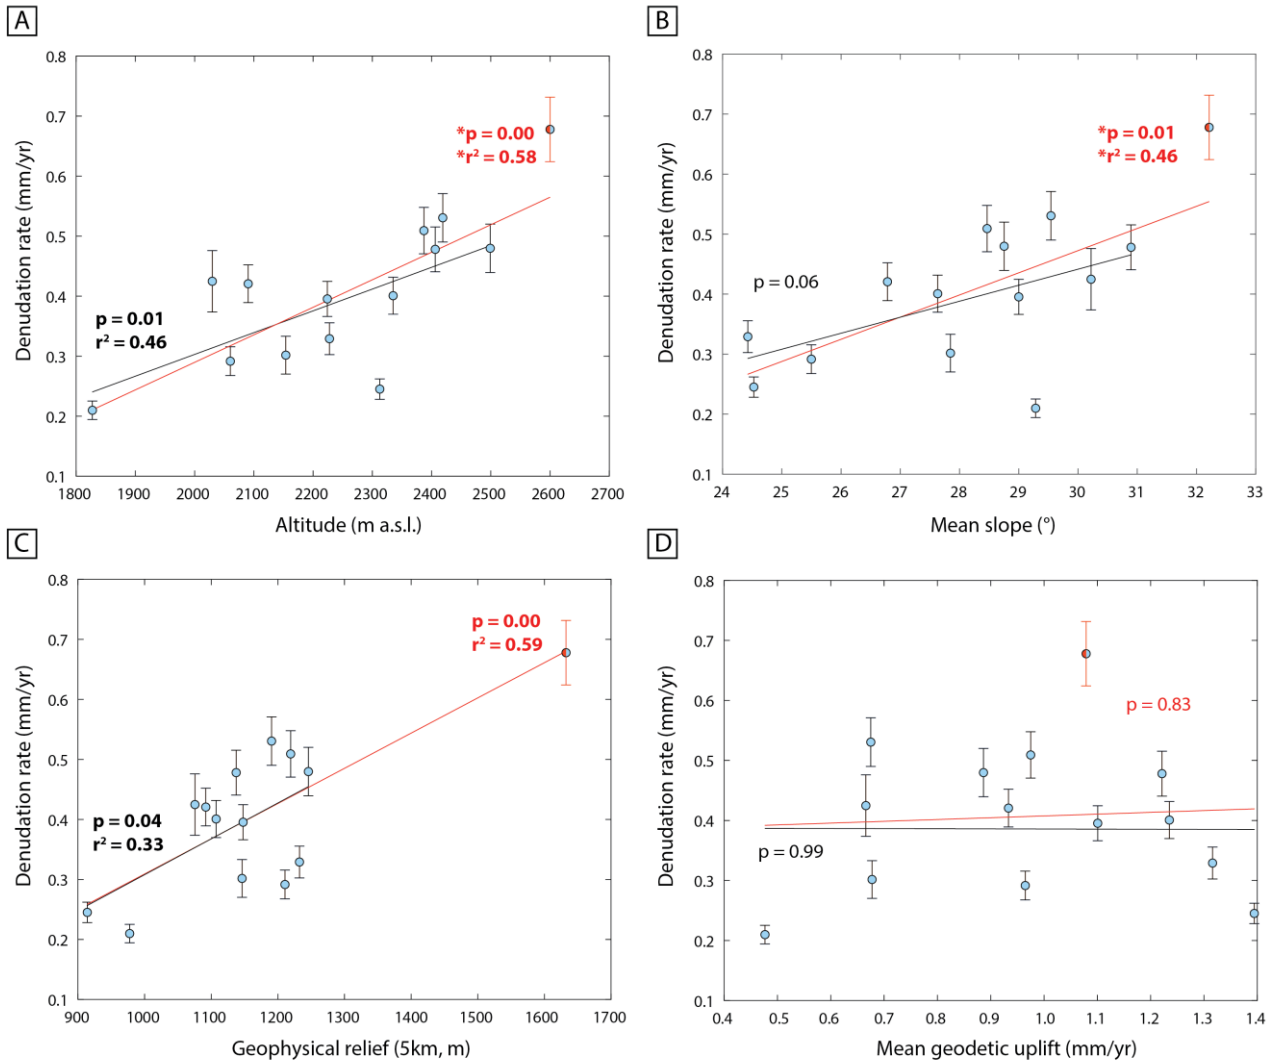 A
0.8
0.7
0.6
0.5
0.4
0.3
0.2
0.1
Denudation rate (mm/yr)
*p = 0.00
*r² = 0.58
p = 0.01
r² = 0.46
1800 1900 2000 2100 2200 2300 2400 2500 2600 2700
Altitude (m a.s.l.)
B
0.8
0.7
0.6
0.5
0.4
0.3
0.2
0.1
Denudation rate (mm/yr)
*p = 0.01
*r² = 0.46
p = 0.06
24 25 26 27 28 29 30 31 32 33
Mean slope (°)
C
0.8
0.7
0.6
0.5
0.4
0.3
0.2
0.1
Denudation rate (mm/yr)
p = 0.00
r² = 0.59
p = 0.04
r² = 0.33
900 1000 1100 1200 1300 1400 1500 1600 1700
Geophysical relief (5km, m)
D
0.8
0.7
0.6
0.5
0.4
0.3
0.2
0.1
Denudation rate (mm/yr)
p = 0.83
p = 0.99
0.4 0.5 0.6 0.7 0.8 0.9 1.0 1.1 1.2 1.3 1.4
Mean geodetic uplift (mm/yr)